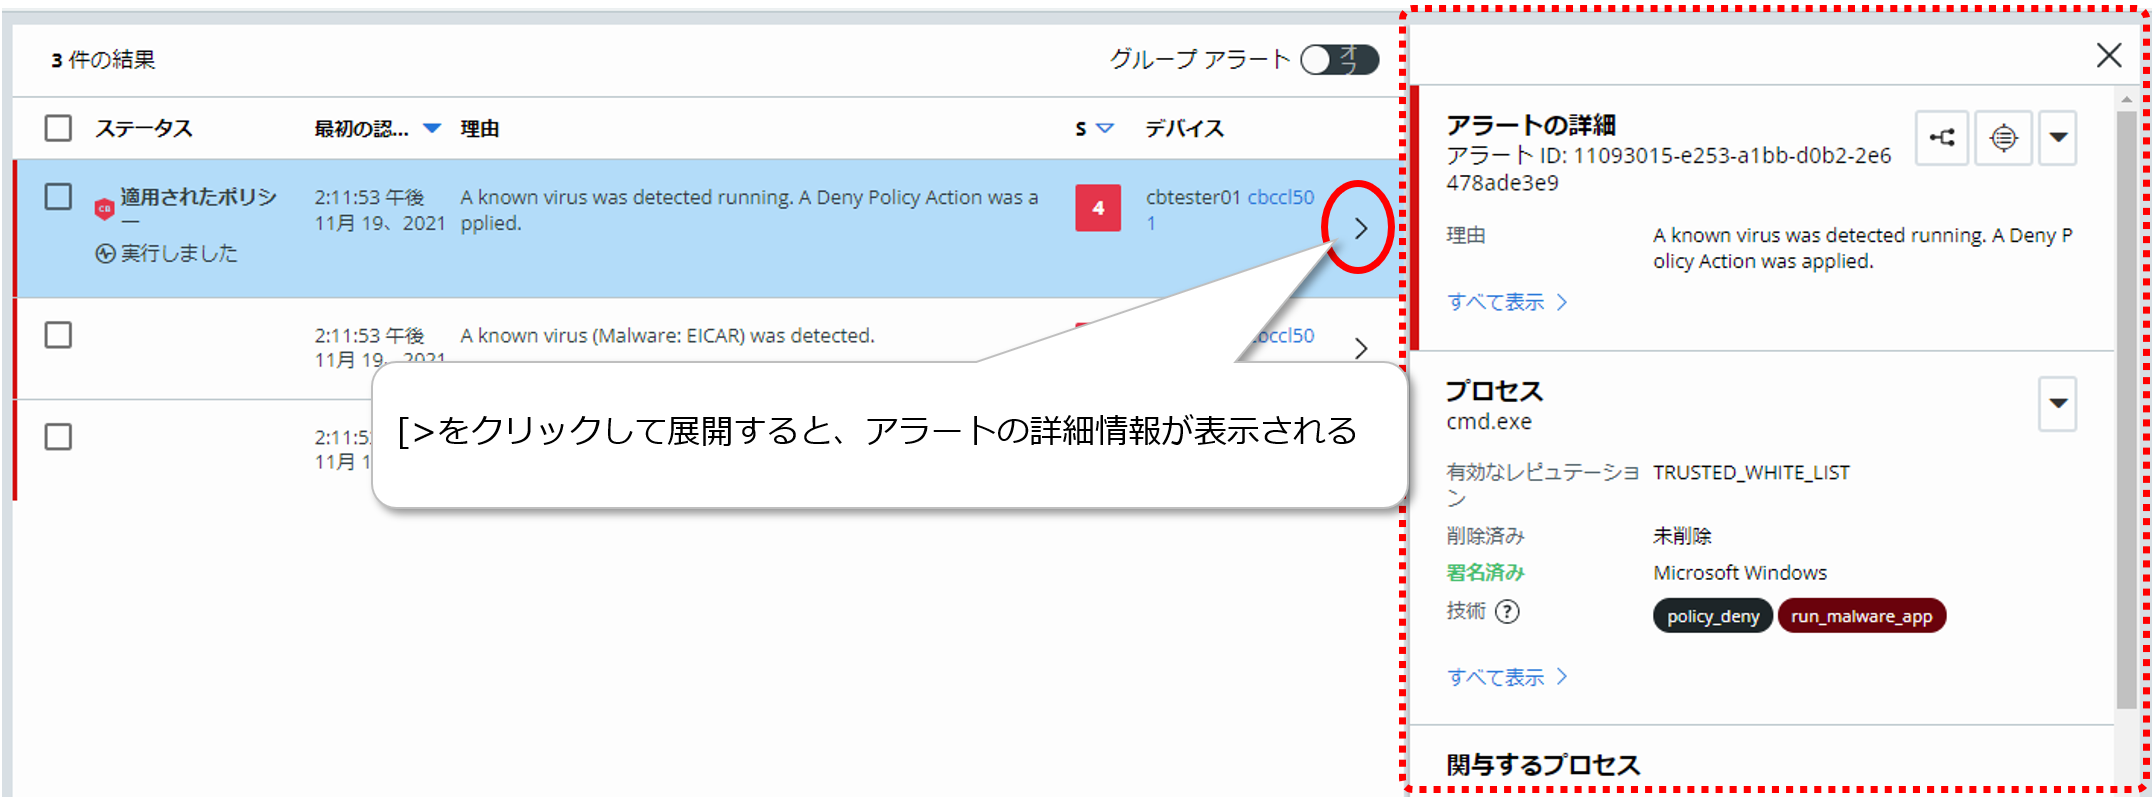 3 件の結果
グループ アラート オフ
ステータス 最初の認... 理由 S デバイス
適用されたポリシ
ー
実行しました
2:11:53 午後
11月 19、2021
A known virus was detected running. A Deny Policy Action was a
pplied.
4
cbtester01 cbccl50
1
2:11:53 午後
11月 19、2021
A known virus (Malware: EICAR) was detected.
cbccl50
2:11:5
11月 1
[>をクリックして展開すると、アラートの詳細情報が表示される
アラートの詳細
アラート ID: 11093015-e253-a1bb-d0b2-2e6
478ade3e9
理由
A known virus was detected running. A Deny P
olicy Action was applied.
すべて表示
プロセス
cmd.exe
有効なレピュテーショ
ン
TRUSTED_WHITE_LIST
削除済み 未削除
署名済み Microsoft Windows
技術 ? policy_deny run_malware_app
すべて表示
関与するプロセス